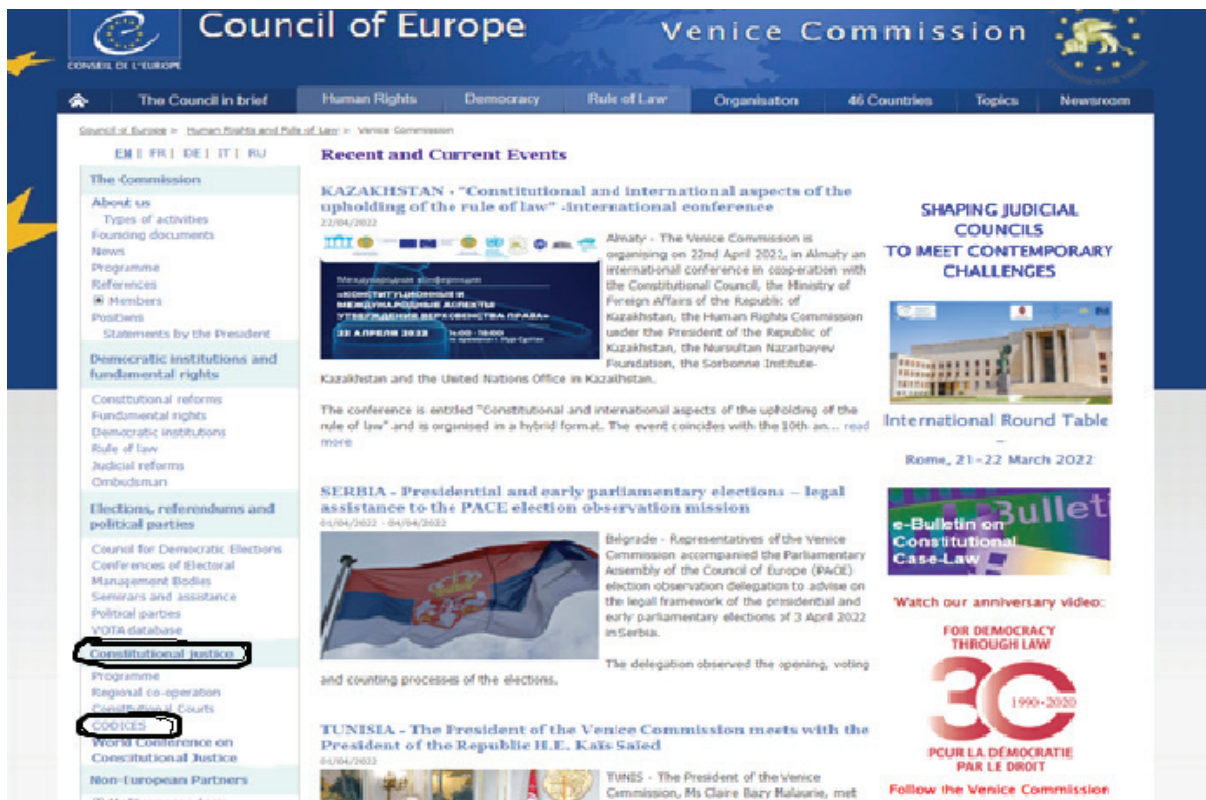 Council of Europe
Venice Commission
CONSEIL DE L'EUROPE
The Council in brief
Human Rights
Democracy
Rule of Law
Organisation
46 Countries
Topics
Newsroom
Council of Europe > Human Rights and Rule of Law > Venice Commission
EN | FR | DE | IT | RU
The Commission
About us
Types of activities
Founding documents
News
Programme
References
Members
Positions
Statements by the President
Democratic institutions and
fundamental rights
Constitutional reforms
Fundamental rights
Democratic institutions
Rule of law
Judicial reforms
Ombudsman
Elections, referendums and
political parties
Council for Democratic Elections
Conferences of Electoral
Management Bodies
Seminars and assistance
Political parties
VOTA database
Constitutional justice
Programme
Regional co-operation
Constitutional Courts
CODICES
World Conference on
Constitutional Justice
Non-European Partners
Recent and Current Events
KAZAKHSTAN - "Constitutional and international aspects of the
upholding of the rule of law" -international conference
22/04/2022
Международная конференция
«КОНСТИТУЦИОННЫЕ И
МЕЖДУНАРОДНЫЕ АСПЕКТЫ
УТВЕРЖДЕНИЯ ВЕРХОВЕНСТВА ПРАВА»
22 АПРЕЛЯ 2022
Almaty - The Venice Commission is
organising on 22nd April 2022, in Almaty an
international conference in cooperation with
the Constitutional Council, the Ministry of
Foreign Affairs of the Republic of
Kazakhstan, the Human Rights Commission
under the President of the Republic of
Kazakhstan, the Nursultan Nazarbayev
Foundation, the Sorbonne Institute-
Kazakhstan and the United Nations Office in Kazakhstan.
The conference is entitled "Constitutional and international aspects of the upholding of the
rule of law" and is organised in a hybrid format. The event coincides with the 30th an... read
more
SERBIA - Presidential and early parliamentary elections – legal
assistance to the PACE election observation mission
01/04/2022 - 04/04/2022
Belgrade - Representatives of the Venice
Commission accompanied the Parliamentary
Assembly of the Council of Europe (PACE)
election observation delegation to advise on
the legal framework of the presidential and
early parliamentary elections of 3 April 2022
in Serbia.
The delegation observed the opening, voting
and counting processes of the elections.
TUNISIA - The President of the Venice Commission meets with the
President of the Republic H.E. Kaïs Saïed
01/04/2022
TUNIS - The President of the Venice
Commission, Ms Claire Bazy Malaurie, met
SHAPING JUDICIAL
COUNCILS
TO MEET CONTEMPORARY
CHALLENGES
International Round Table
–
Rome, 21-22 March 2022
e-Bulletin on
Constitutional
Case-Law
Bullet
Watch our anniversary video:
FOR DEMOCRACY
THROUGH LAW
30
1990-2020
POUR LA DÉMOCRATIE
PAR LE DROIT
Follow the Venice Commission